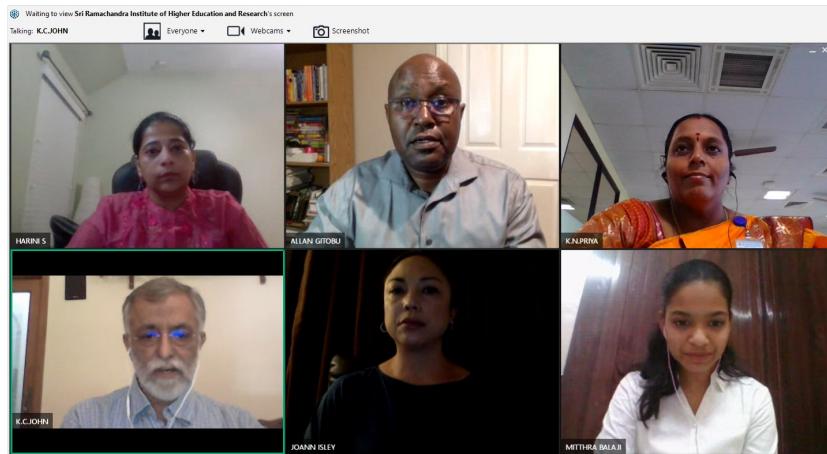 Waiting to view Sri Ramachandra Institute of Higher Education and Research's screen
Talking: K.C.JOHN
Everyone
Webcams
Screenshot
HARINI S
ALLAN GITOBU
K.N.PRIYA
K.C.JOHN
JOANN ISLEY
MITTHRA BALAJI